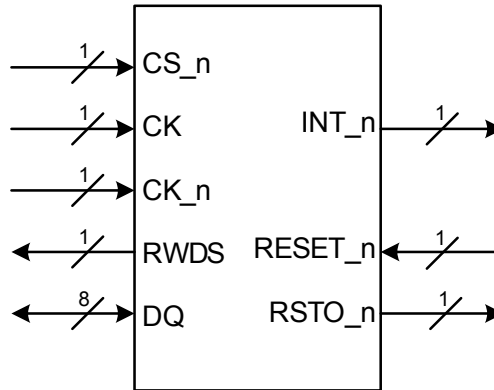 1 CS_n
1 CK INT_n 1
1 CK_n
1 RWDS RESET_n 1
8 DQ RSTO_n 1